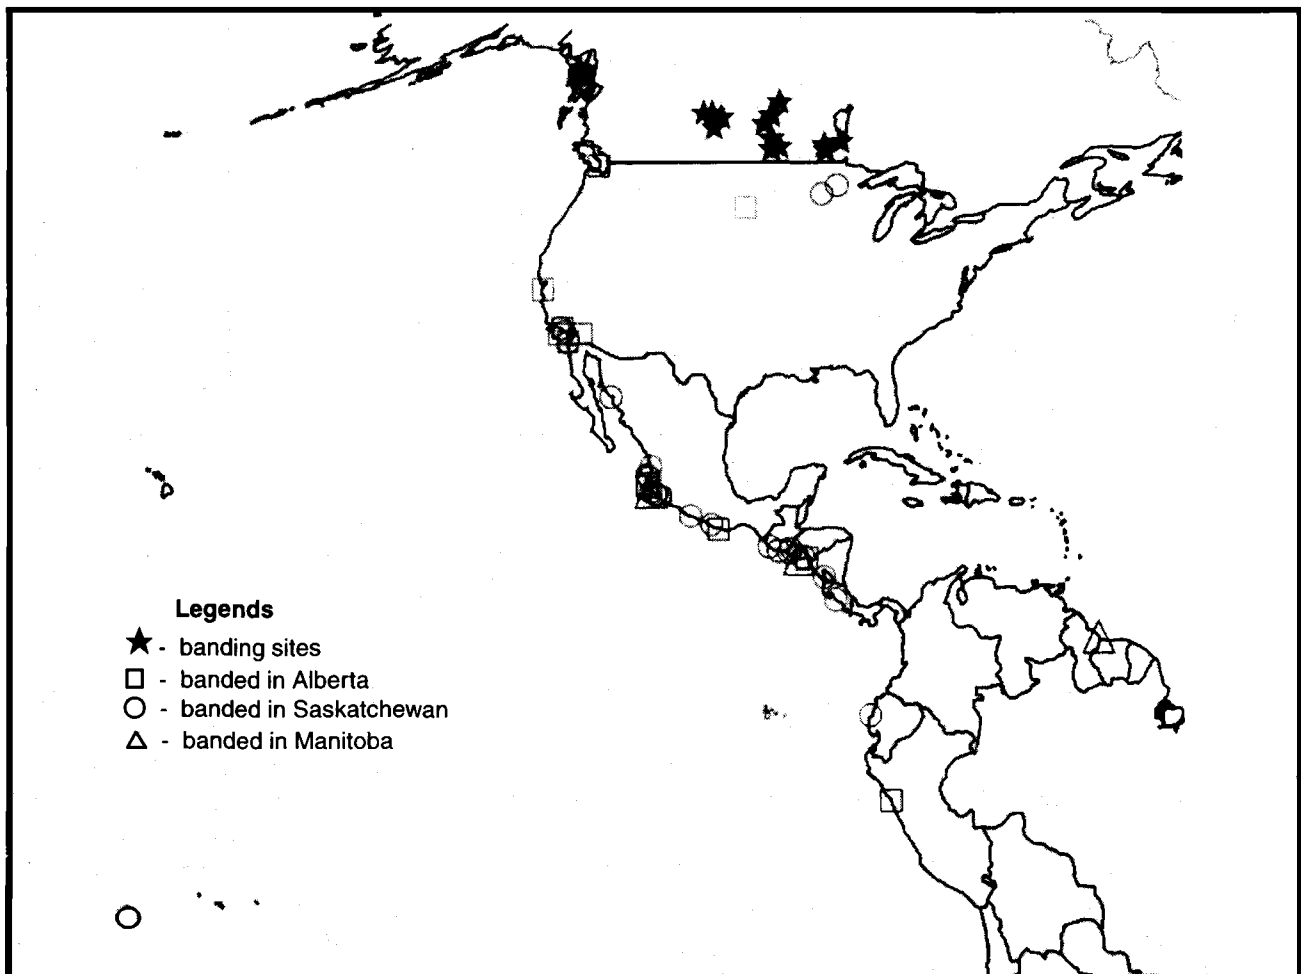 Legends
★ - banding sites
□ - banded in Alberta
○ - banded in Saskatchewan
△ - banded in Manitoba